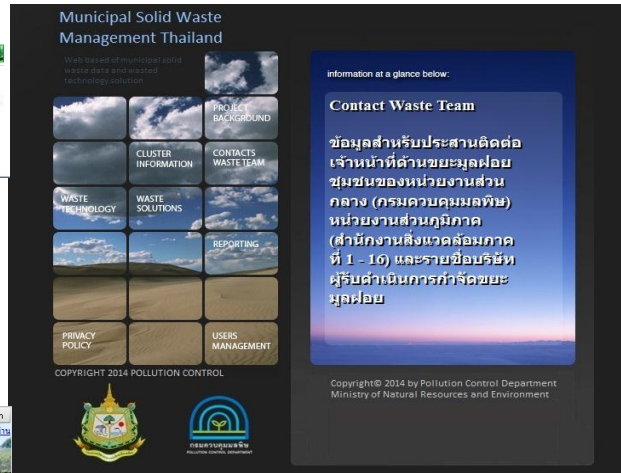 Municipal Solid Waste
Management Thailand
Web based of municipal solid
waste data and wasted
technology solution
PROJECT
BACKGROUND
CLUSTER
INFORMATION
CONTACTS
WASTE TEAM
WASTE
TECHNOLOGY
WASTE
SOLUTIONS
REPORTING
PRIVACY
POLICY
USERS
MANAGEMENT
COPYRIGHT 2014 POLLUTION CONTROL
กรมควบคุมมลพิษ
POLLUTION CONTROL DEPARTMENT
information at a glance below:
Contact Waste Team
ข้อมูลสำหรับประสานติดต่อ
เจ้าหน้าที่ด้านขยะมูลฝอย
ชุมชนของหน่วยงานส่วน
กลาง (กรมควบคุมมลพิษ)
หน่วยงานส่วนภูมิภาค
(สำนักงานสิ่งแวดล้อมภาค
ที่ 1 - 16) และรายชื่อบริษัท
ผู้รับดำเนินการกำจัดขยะ
มูลฝอย
Copyright© 2014 by Pollution Control Department
Ministry of Natural Resources and Environment